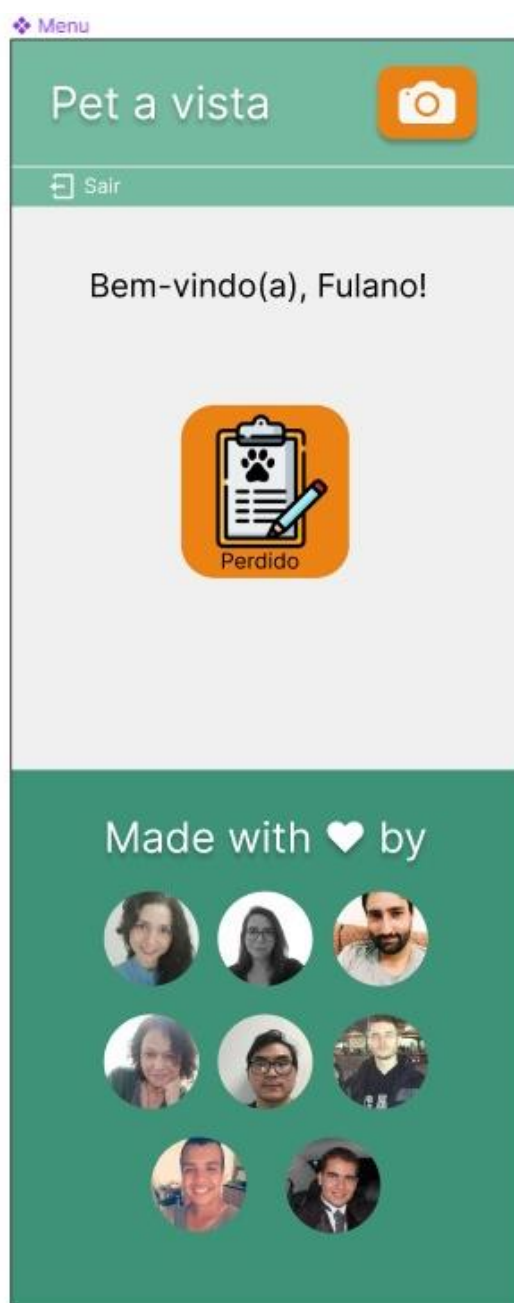 Menu
Pet a vista
Sair
Bem-vindo(a), Fulano!
Perdido
Made with ♥ by